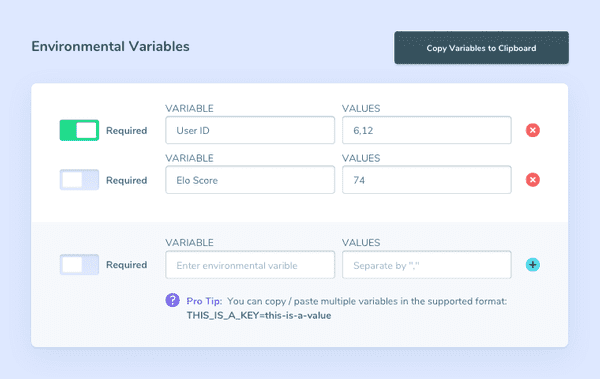 Environmental Variables
Copy Variables to Clipboard
VARIABLE VALUES
Required User ID 6,12
VARIABLE VALUES
Required Elo Score 74
VARIABLE VALUES
Required Enter environmental varible Separate by ","
? Pro Tip: You can copy / paste multiple variables in the supported format:
THIS_IS_A_KEY=this-is-a-value